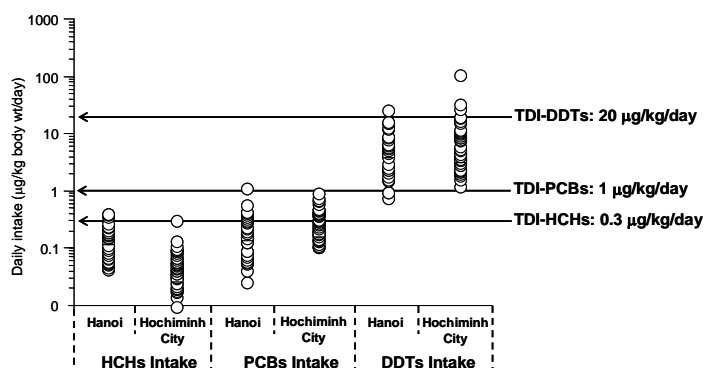 1000
100
10
1
0.1
0
Daily intake (µg/kg body wt/day)
TDI-DDTs: 20 µg/kg/day
TDI-PCBs: 1 µg/kg/day
TDI-HCHs: 0.3 µg/kg/day
Hanoi
Hochiminh
City
Hanoi
Hochiminh
City
Hanoi
Hochiminh
City
HCHs Intake
PCBs Intake
DDTs Intake